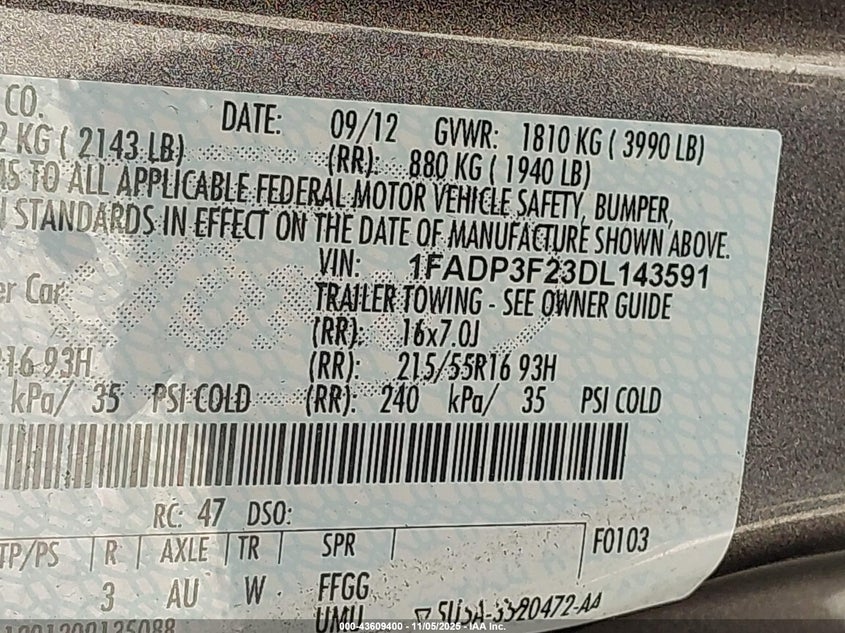 CO. DATE: 09/12 GVWR: 1810 KG ( 3990 LB)
2 KG ( 2143 LB) (RR): 880 KG ( 1940 LB)
MS TO ALL APPLICABLE FEDERAL MOTOR VEHICLE SAFETY, BUMPER,
STANDARDS IN EFFECT ON THE DATE OF MANUFACTURE SHOWN ABOVE.
VIN: 1FADP3F23DL143591
er Car TRAILER TOWING - SEE OWNER GUIDE
(RR): 16x7.0J
R16 93H (RR): 215/55R16 93H
kPa/ 35 PSI COLD (RR): 240 kPa/ 35 PSI COLD
RC: 47 DSO:
TP/PS R AXLE TR SPR F0103
3 AU W FFGG
UMU
000-43609400 - 11/05/2025 - IAA Inc.